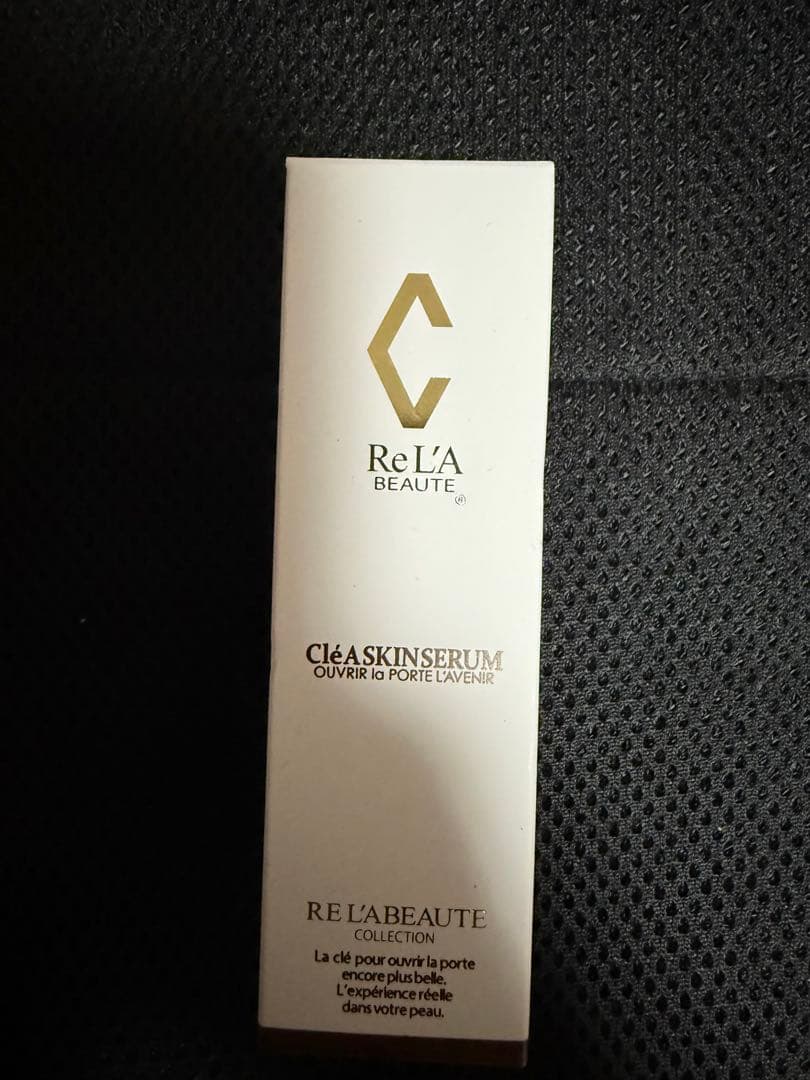 C
Re L'A
BEAUTE
®
CléASKINSERUM
OUVRIR la PORTE L'AVENIR
RE L'ABEAUTE
COLLECTION
La clé pour ouvrir la porte
encore plus belle.
L'expérience réelle
dans votre peau.